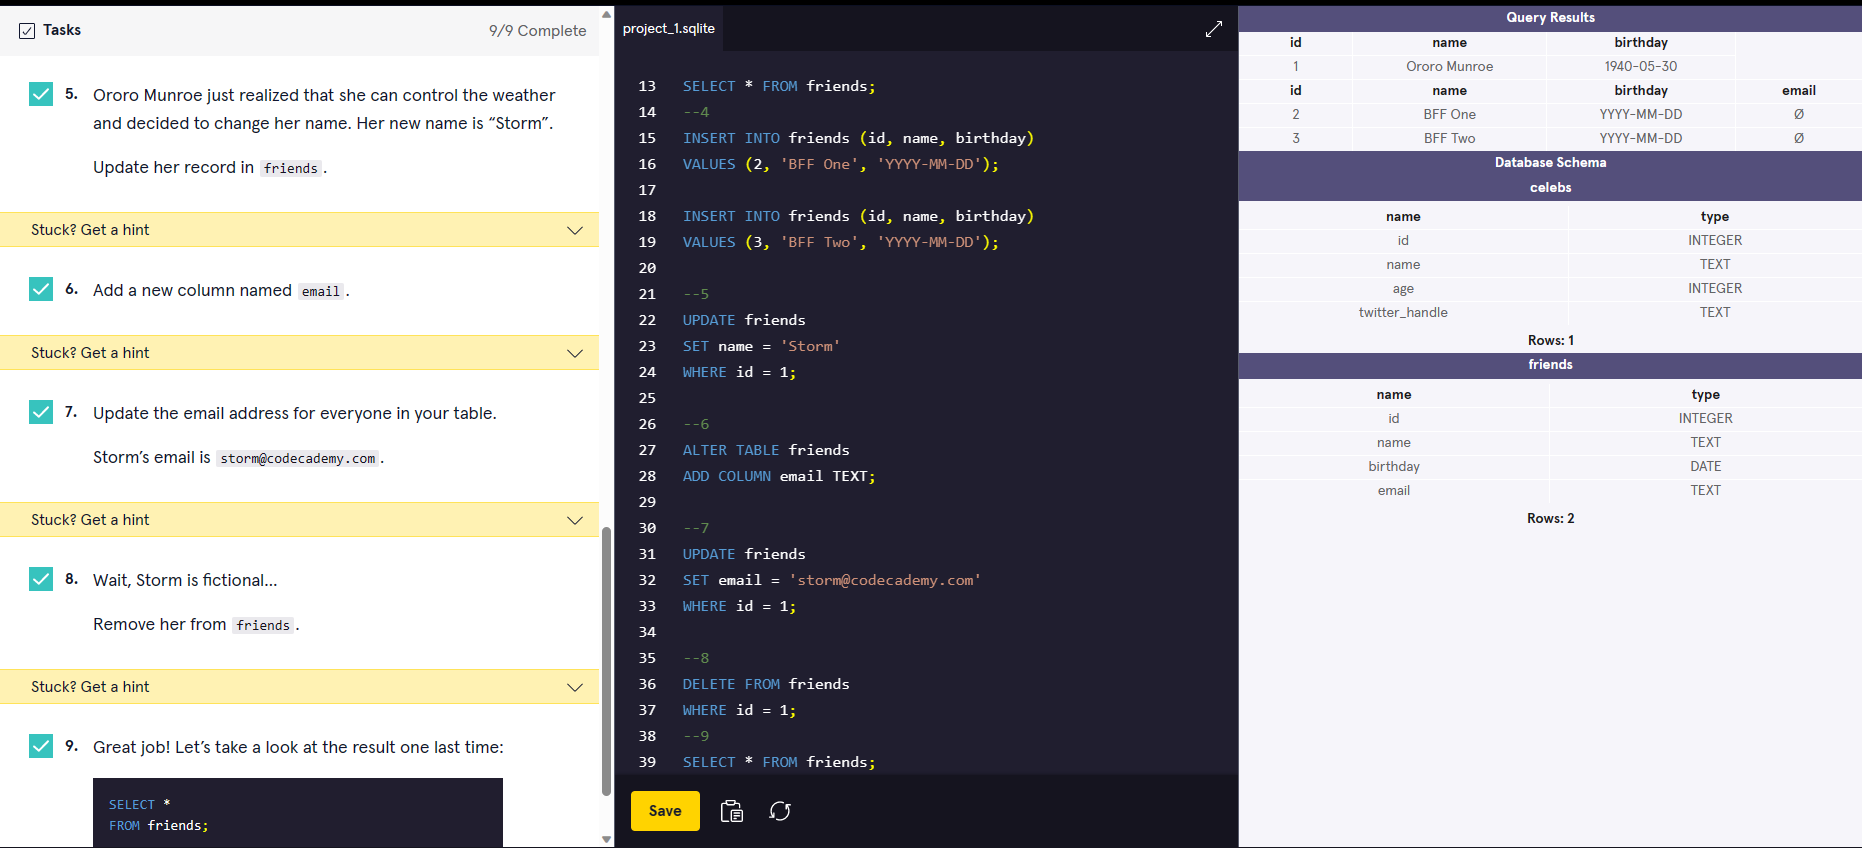 Tasks
9/9 Complete
5. Ororo Munroe just realized that she can control the weather
and decided to change her name. Her new name is “Storm”.
Update her record in friends.
Stuck? Get a hint
6. Add a new column named email.
Stuck? Get a hint
7. Update the email address for everyone in your table.
Storm’s email is storm@codecademy.com.
Stuck? Get a hint
8. Wait, Storm is fictional...
Remove her from friends.
Stuck? Get a hint
9. Great job! Let’s take a look at the result one last time:
SELECT *
FROM friends;
project_1.sqlite
13 SELECT * FROM friends;
14 --4
15 INSERT INTO friends (id, name, birthday)
16 VALUES (2, 'BFF One', 'YYYY-MM-DD');
17
18 INSERT INTO friends (id, name, birthday)
19 VALUES (3, 'BFF Two', 'YYYY-MM-DD');
20
21 --5
22 UPDATE friends
23 SET name = 'Storm'
24 WHERE id = 1;
25
26 --6
27 ALTER TABLE friends
28 ADD COLUMN email TEXT;
29
30 --7
31 UPDATE friends
32 SET email = 'storm@codecademy.com'
33 WHERE id = 1;
34
35 --8
36 DELETE FROM friends
37 WHERE id = 1;
38 --9
39 SELECT * FROM friends;
Save
Query Results
id name birthday
1 Ororo Munroe 1940-05-30
id name birthday email
2 BFF One YYYY-MM-DD Ø
3 BFF Two YYYY-MM-DD Ø
Database Schema
celebs
name type
id INTEGER
name TEXT
age INTEGER
twitter_handle TEXT
Rows: 1
friends
name type
id INTEGER
name TEXT
birthday DATE
email TEXT
Rows: 2